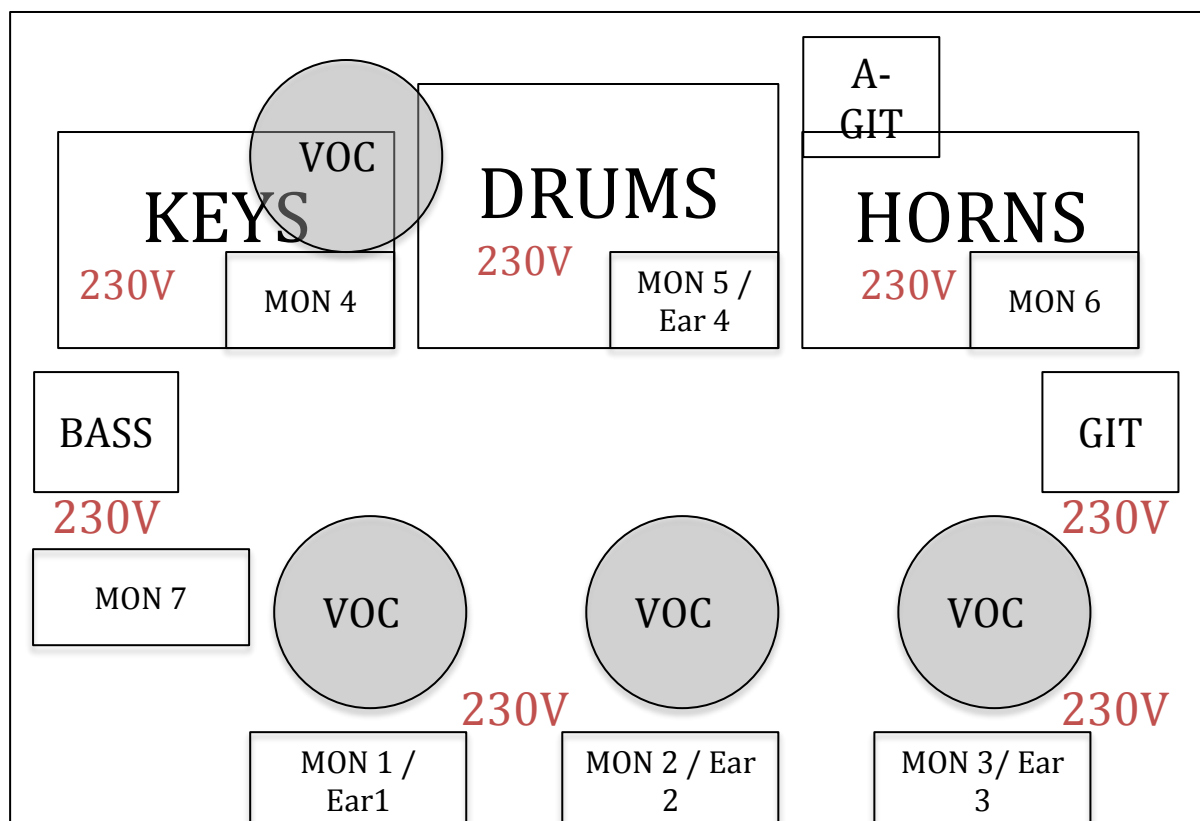 A-
GIT
VOC
KEYS
DRUMS
HORNS
230V
MON 4
230V
MON 5 /
Ear 4
230V
MON 6
BASS
230V
GIT
230V
MON 7
VOC
VOC
VOC
230V
230V
MON 1 /
Ear1
MON 2 / Ear
2
MON 3/ Ear
3